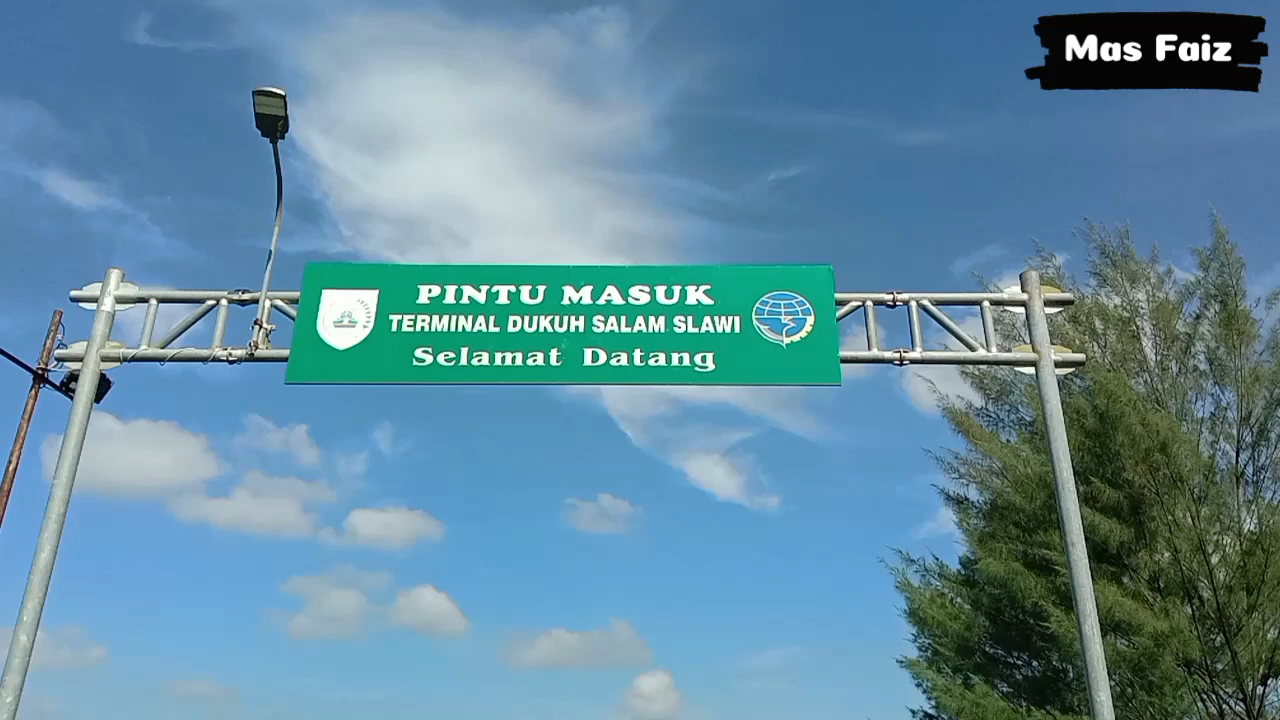 Mas Faiz
PINTU MASUK
TERMINAL DUKUH SALAM SLAWI
Selamat Datang